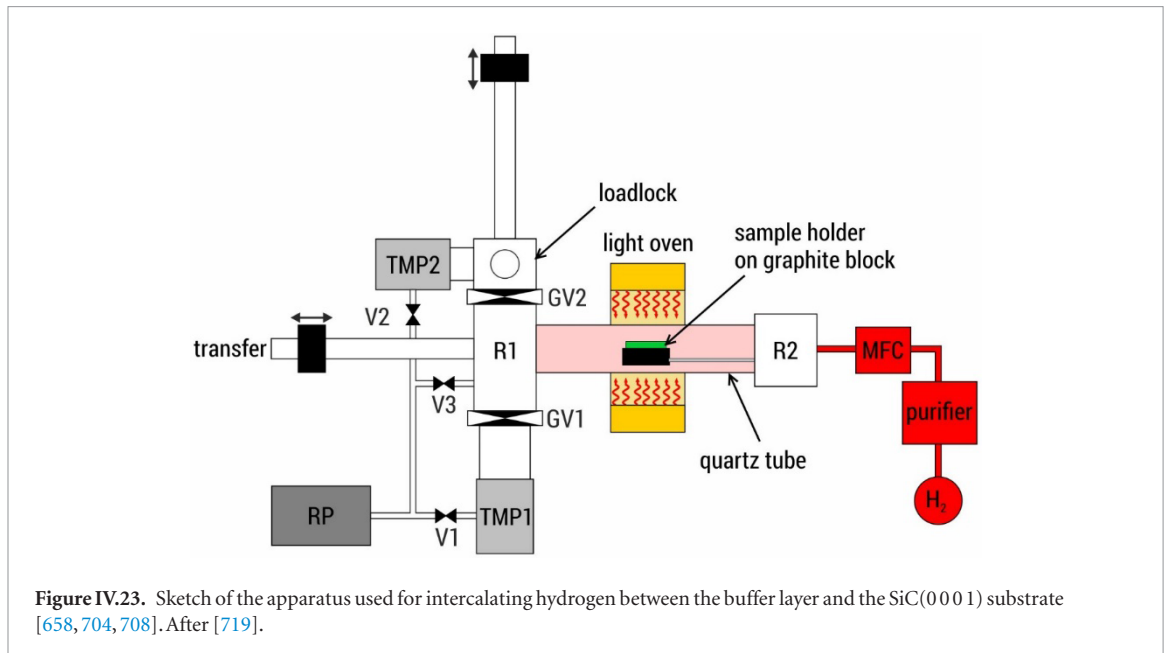 loadlock
light oven
sample holder
on graphite block
TMP2
GV2
V2
transfer
R1
R2
MFC
V3
GV1
purifier
quartz tube
RP
V1
TMP1
H2
Figure IV.23. Sketch of the apparatus used for intercalating hydrogen between the buffer layer and the SiC(0 0 0 1) substrate
[658, 704, 708]. After [719].